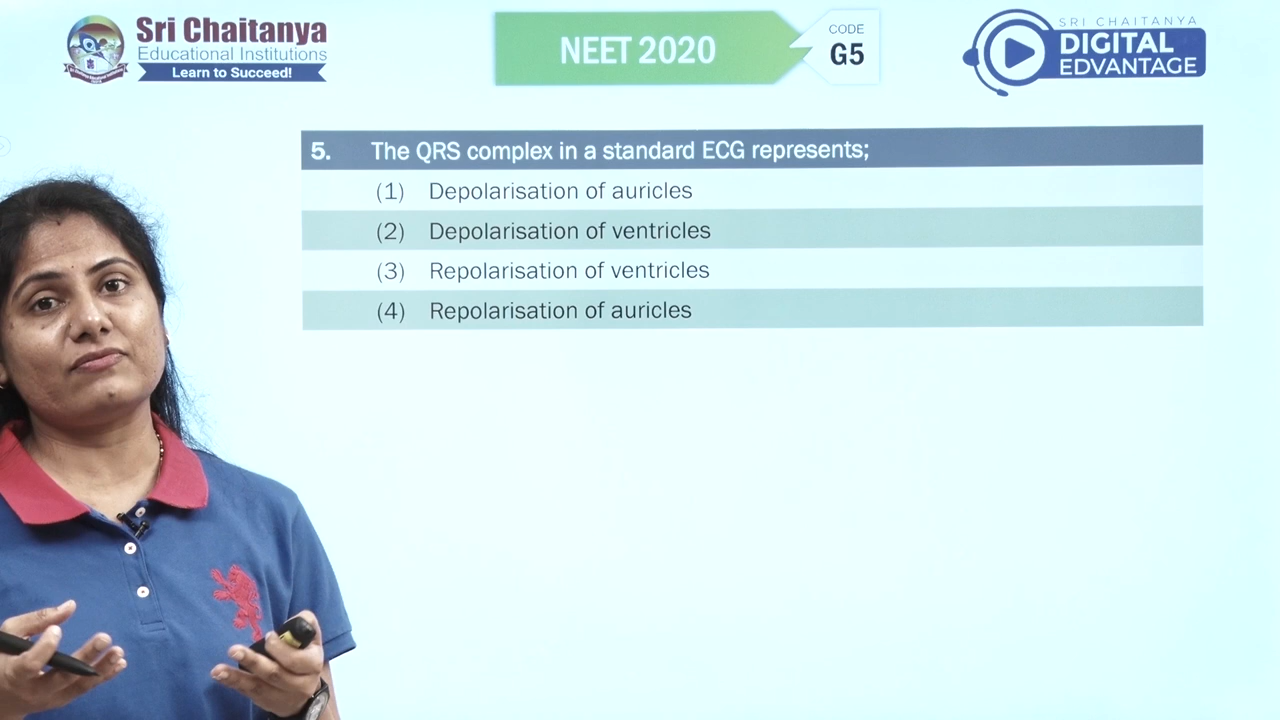 Sri Chaitanya
Educational Institutions
Learn to Succeed!
NEET 2020
CODE
G5
SRI CHAITANYA
DIGITAL
EDVANTAGE
5. The QRS complex in a standard ECG represents;
(1) Depolarisation of auricles
(2) Depolarisation of ventricles
(3) Repolarisation of ventricles
(4) Repolarisation of auricles